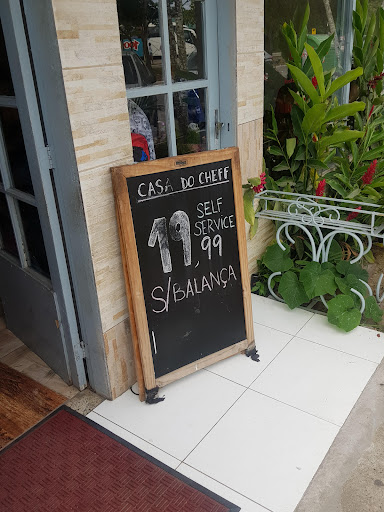 CASA DO CHEFF
19,99
SELF
SERVICE
S/BALANÇA